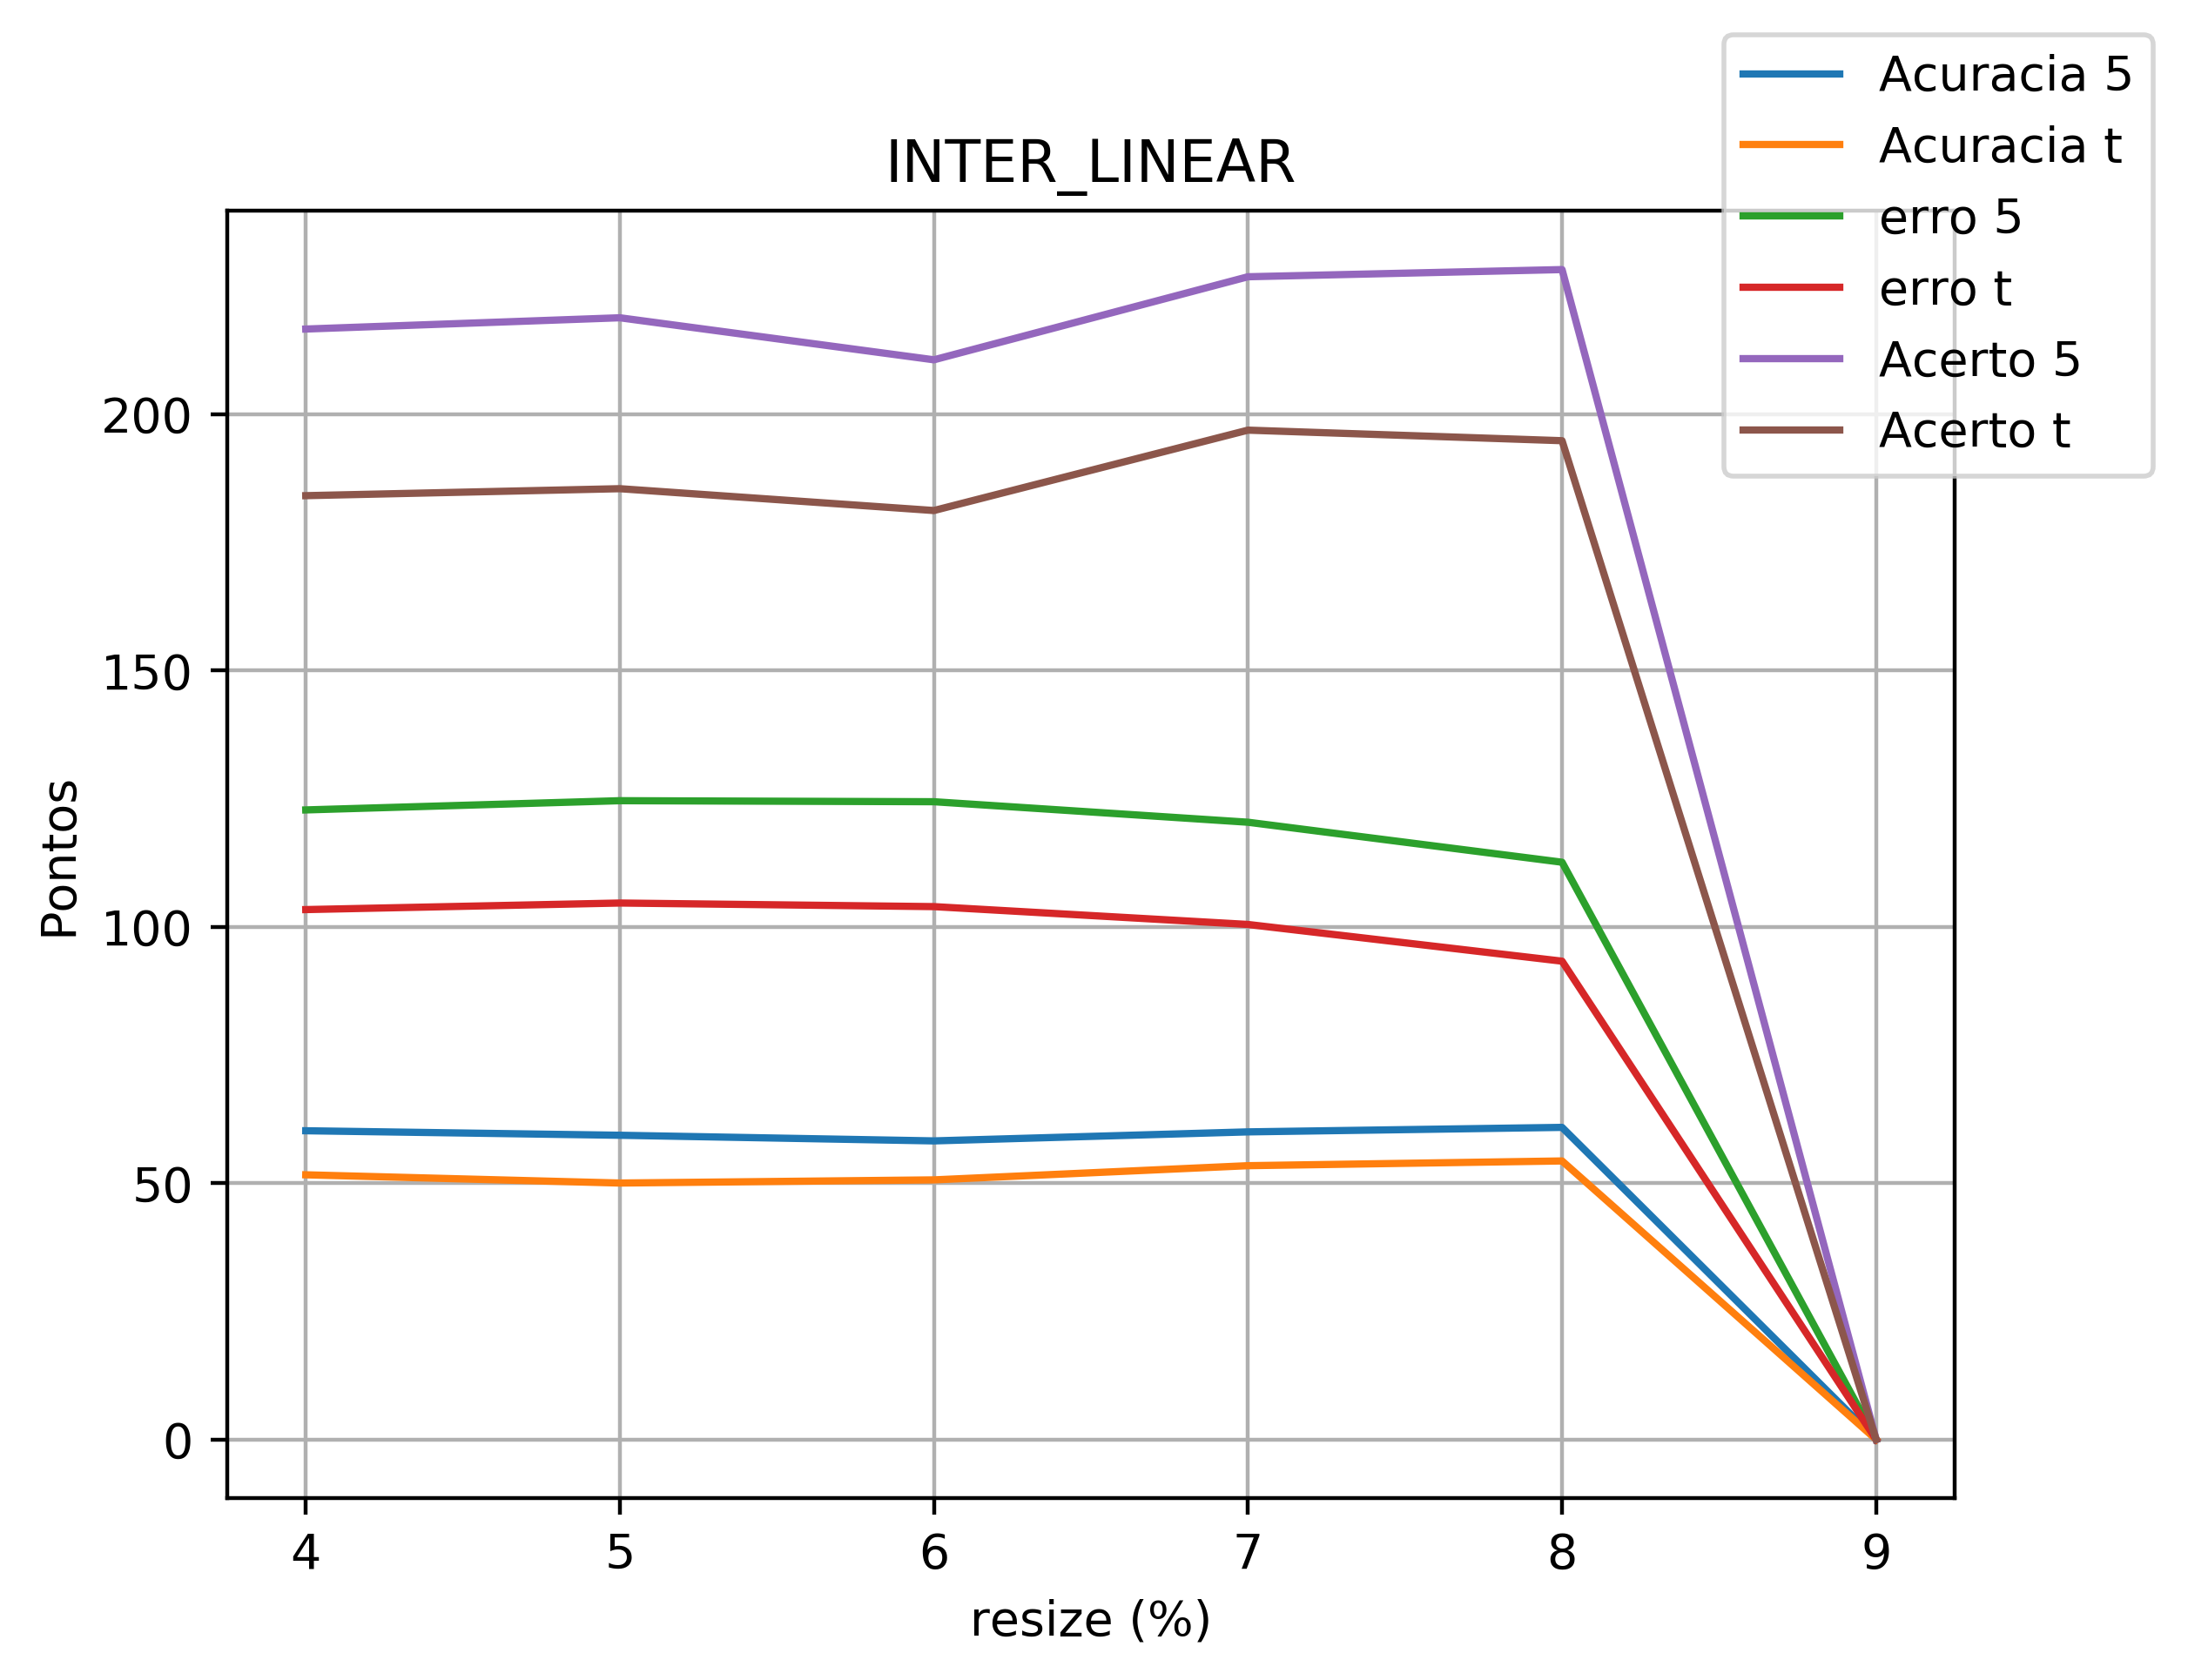 INTER_LINEAR
Acuracia 5
Acuracia t
erro 5
erro t
Acerto 5
Acerto t
Pontos
200
150
100
50
0
4 5 6 7 8 9
resize (%)